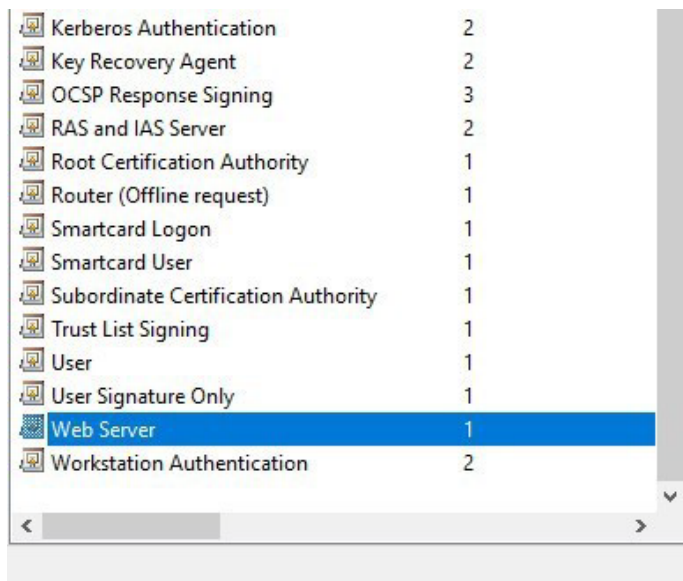 Kerberos Authentication 2
Key Recovery Agent 2
OCSP Response Signing 3
RAS and IAS Server 2
Root Certification Authority 1
Router (Offline request) 1
Smartcard Logon 1
Smartcard User 1
Subordinate Certification Authority 1
Trust List Signing 1
User 1
User Signature Only 1
Web Server 1
Workstation Authentication 2